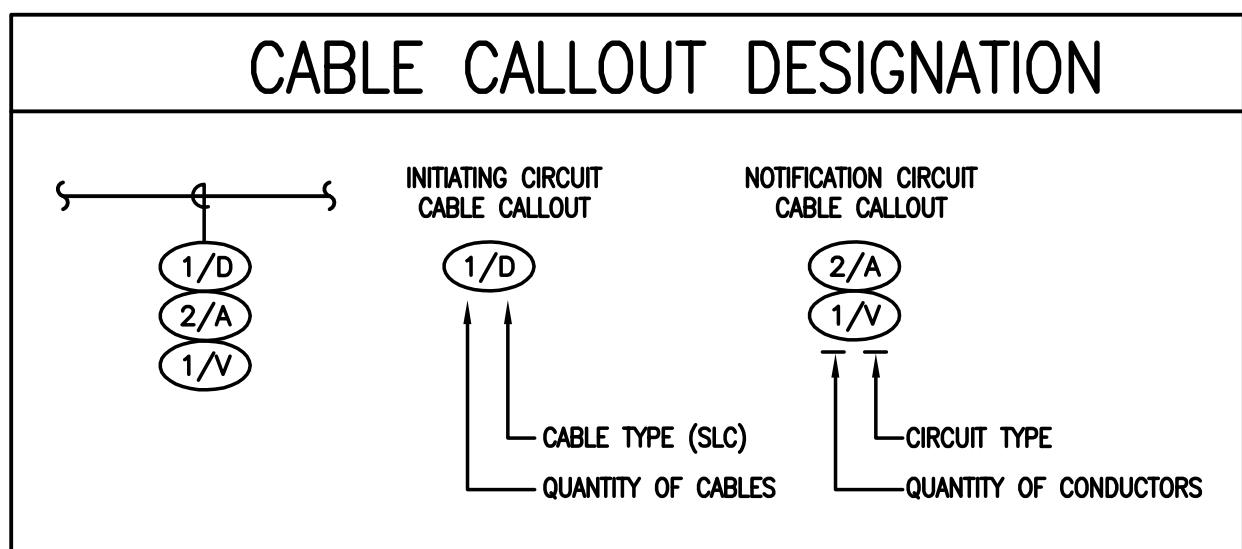 CABLE CALLOUT DESIGNATION
1/D
2/A
1/V
INITIATING CIRCUIT
CABLE CALLOUT
1/D
CABLE TYPE (SLC)
QUANTITY OF CABLES
NOTIFICATION CIRCUIT
CABLE CALLOUT
2/A
1/V
CIRCUIT TYPE
QUANTITY OF CONDUCTORS